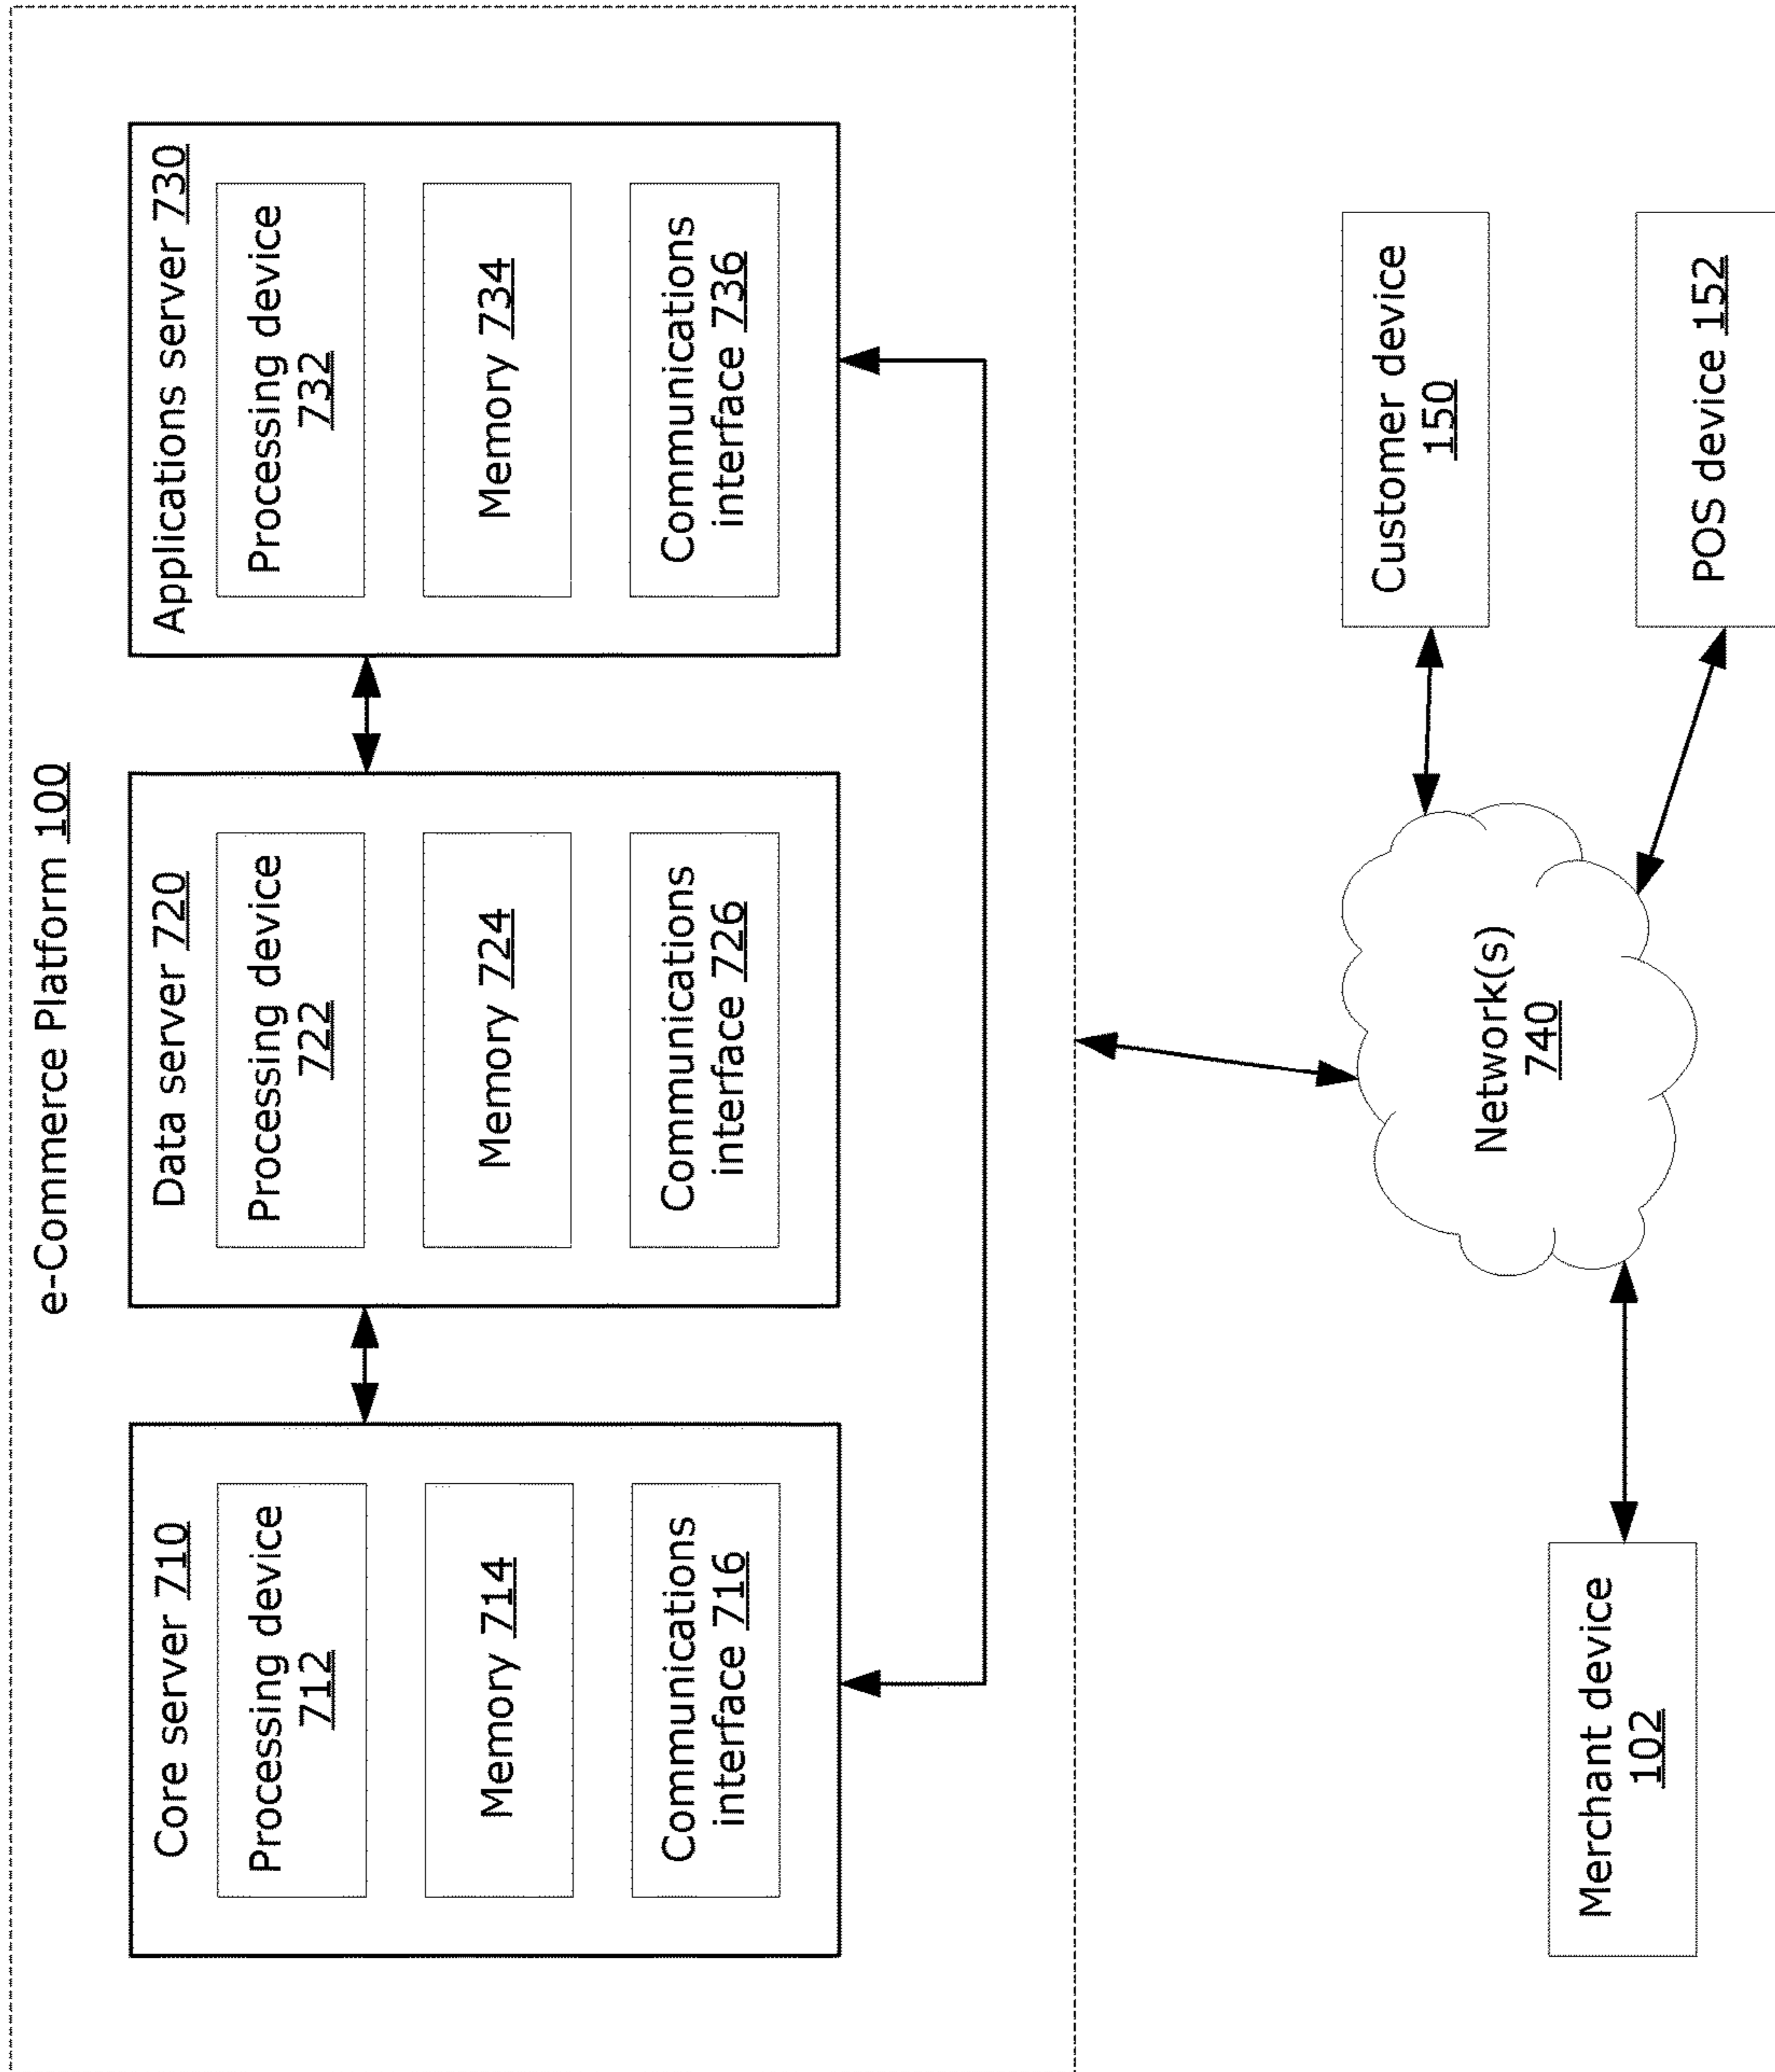 e-Commerce Platform 100
Core server 710
Processing device
712
Memory 714
Communications
interface 716
Data server 720
Processing device
722
Memory 724
Communications
interface 726
Applications server 730
Processing device
732
Memory 734
Communications
interface 736
Merchant device
102
Network(s)
740
Customer device
150
POS device 152